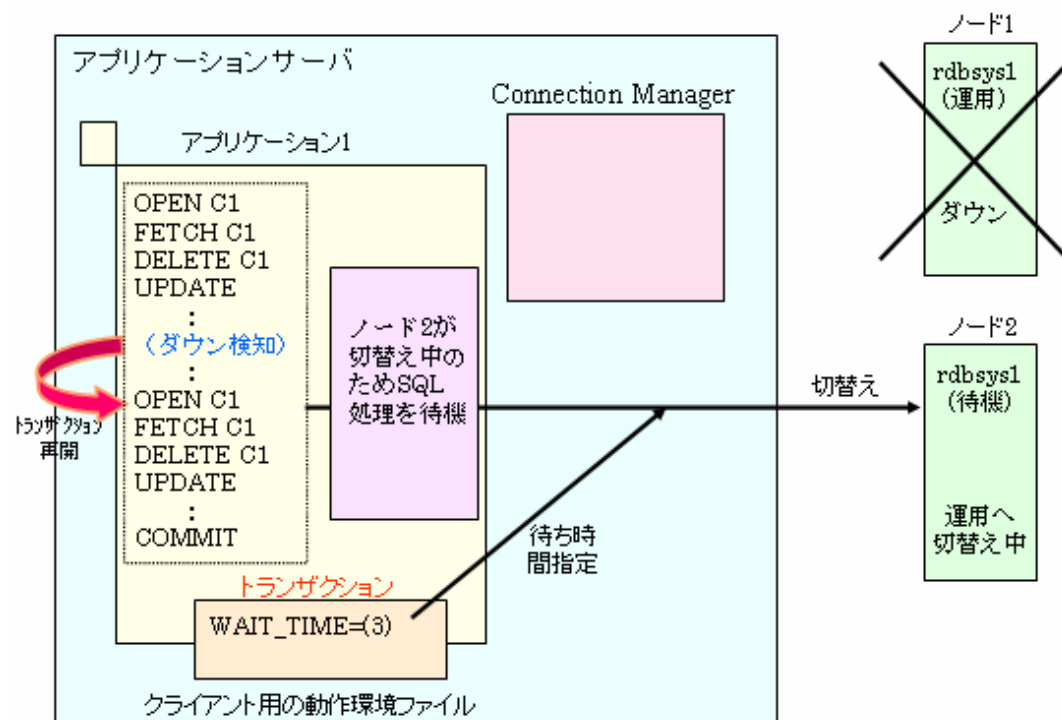 アプリケーションサーバ
Connection Manager
アプリケーション1
OPEN C1
FETCH C1
DELETE C1
UPDATE
:
(ダウン検知)
:
OPEN C1
FETCH C1
DELETE C1
UPDATE
:
COMMIT
トランザクション
再開
ノード2が
切替え中の
ためSQL
処理を待機
トランザクション
WAIT_TIME=(3)
クライアント用の動作環境ファイル
待ち時
間指定
切替え
ノード1
rdbsys1
(運用)
ダウン
ノード2
rdbsys1
(待機)
運用へ
切替え中